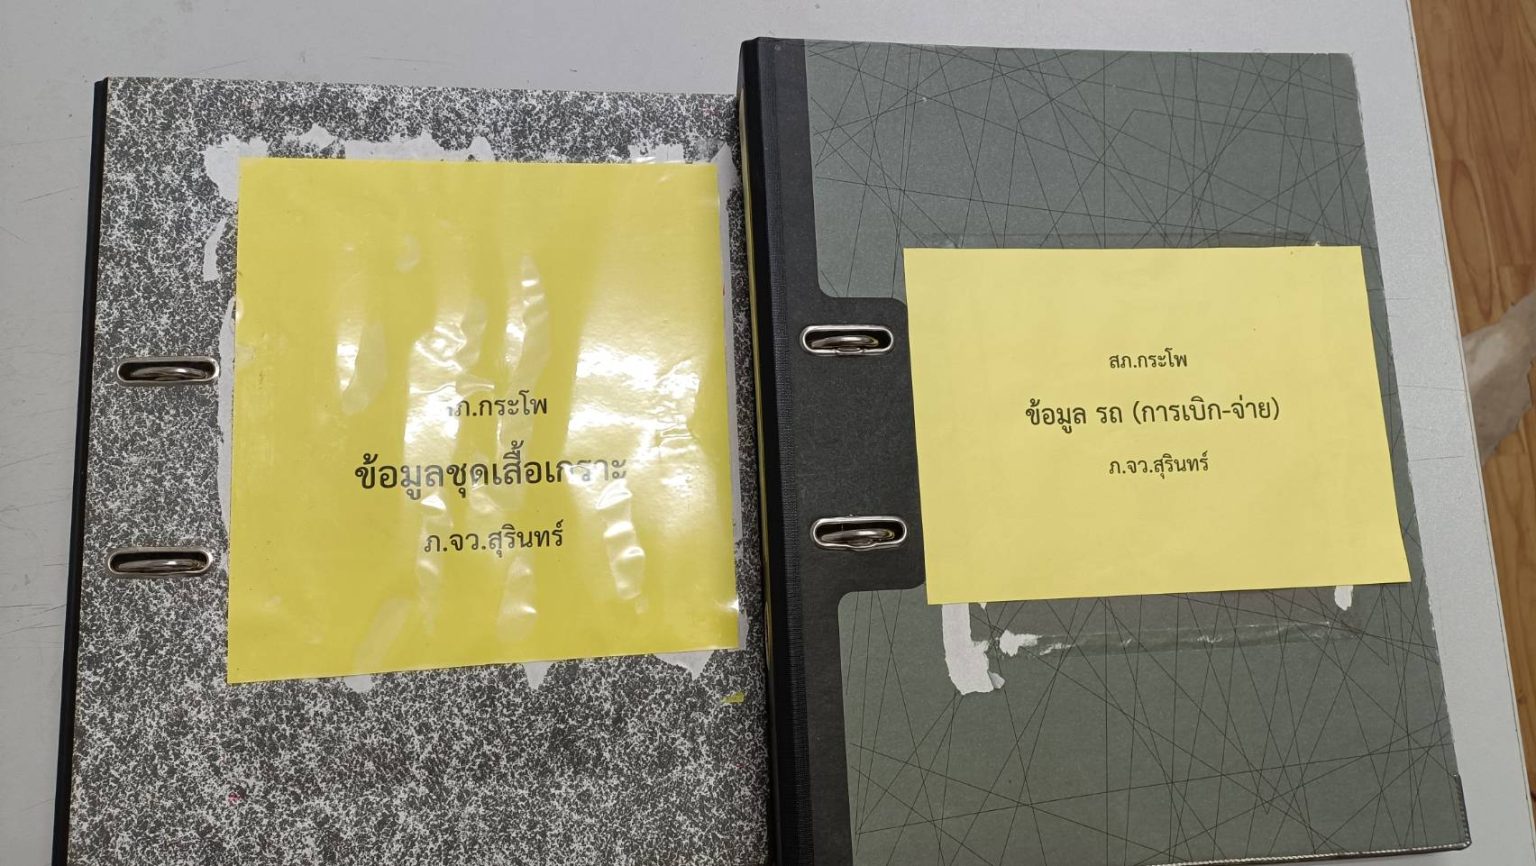 ภ.กระโพ
ข้อมูลชุดเสื้อเกราะ
ภ.จว.สุรินทร์
สภ.กระโพ
ข้อมูล รถ (การเบิก-จ่าย)
ภ.จว.สุรินทร์